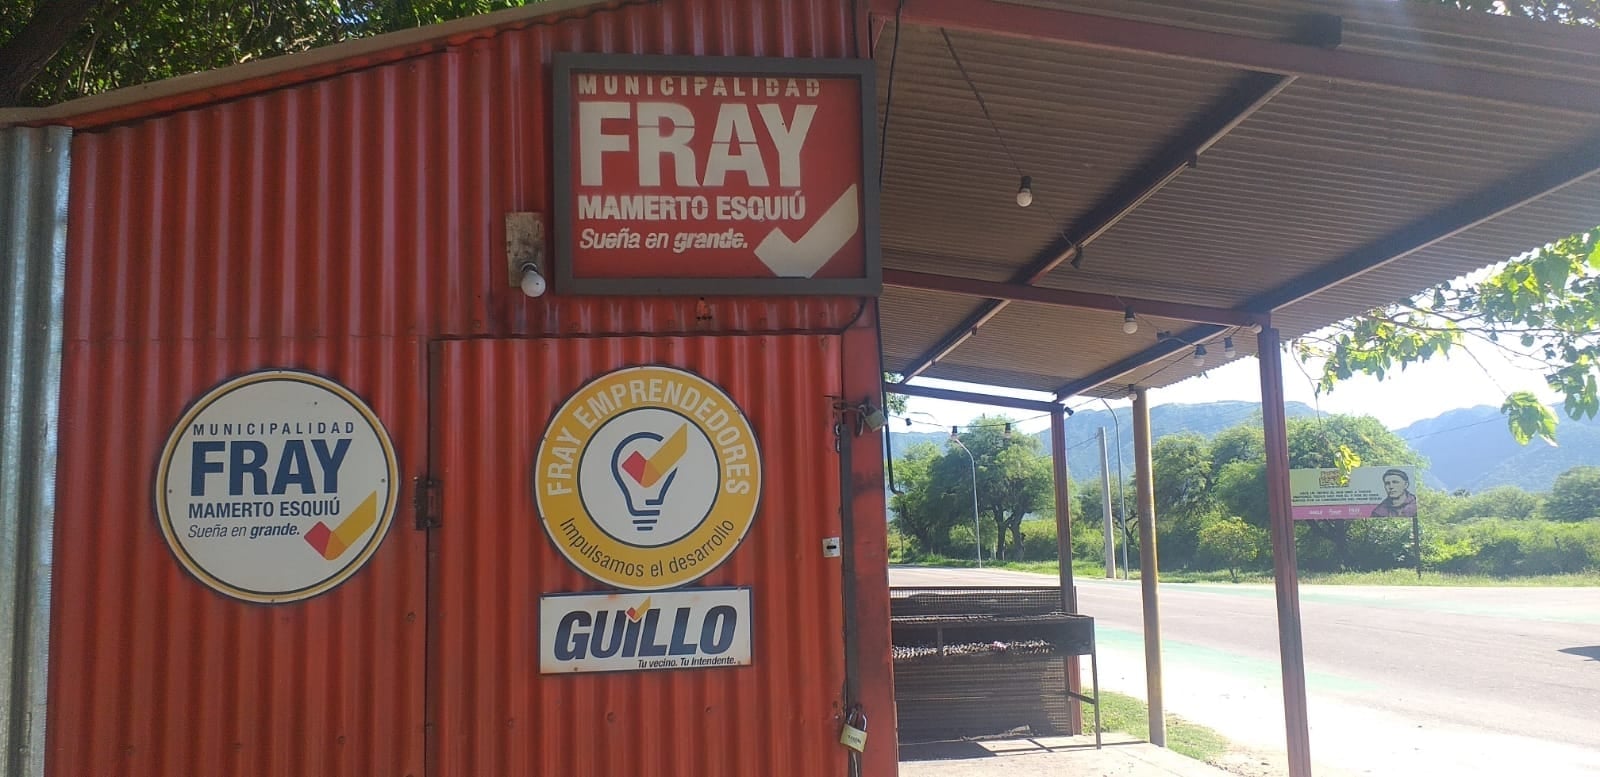 MUNICIPALIDAD
FRAY
MAMERTO ESQUIÚ
Sueña en grande.
MUNICIPALIDAD
FRAY
MAMERTO ESQUIÚ
Sueña en grande.
FRAY EMPRENDEDORES
Impulsamos el desarrollo
GUILLO
Tu vecino. Tu Intendente.